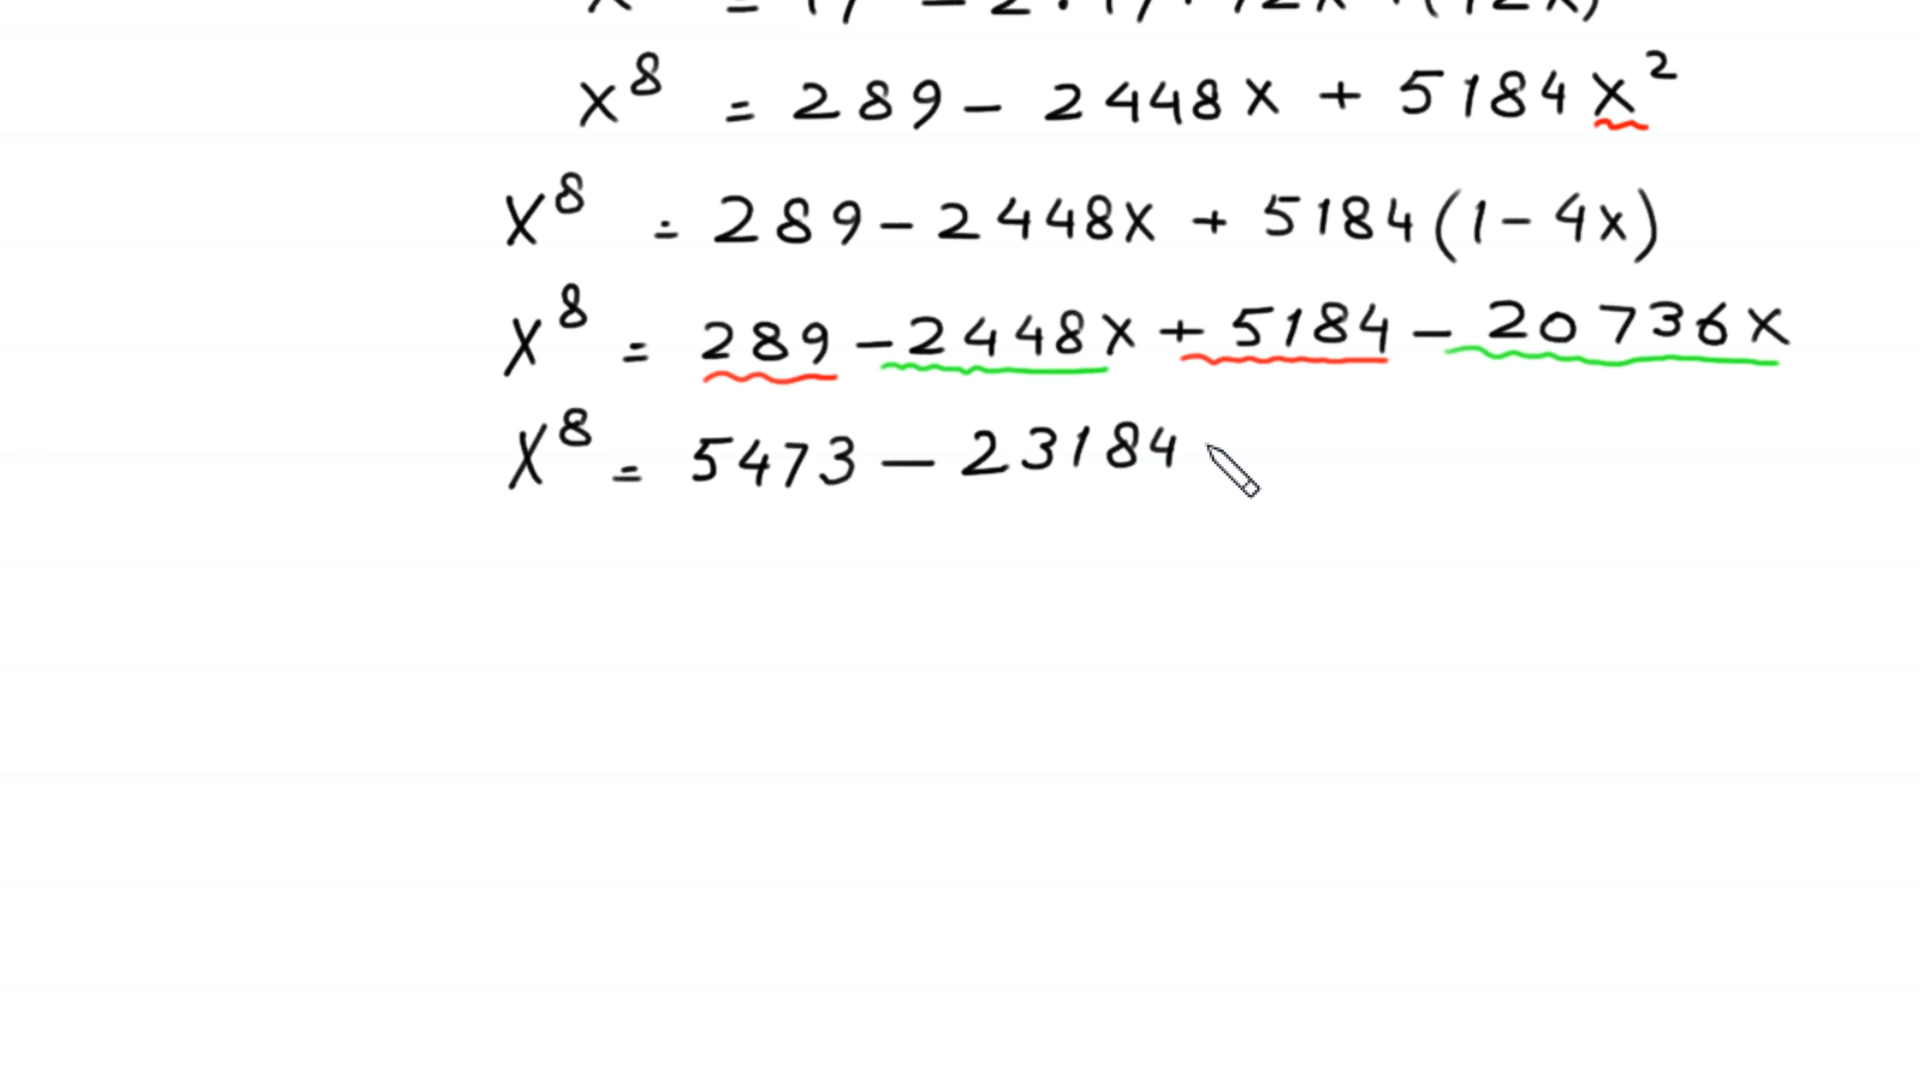 x⁸ = 289 - 2448x + 5184x²
x⁸ = 289 - 2448x + 5184(1 - 4x)
x⁸ = 289 - 2448x + 5184 - 20736x
x⁸ = 5473 - 23184